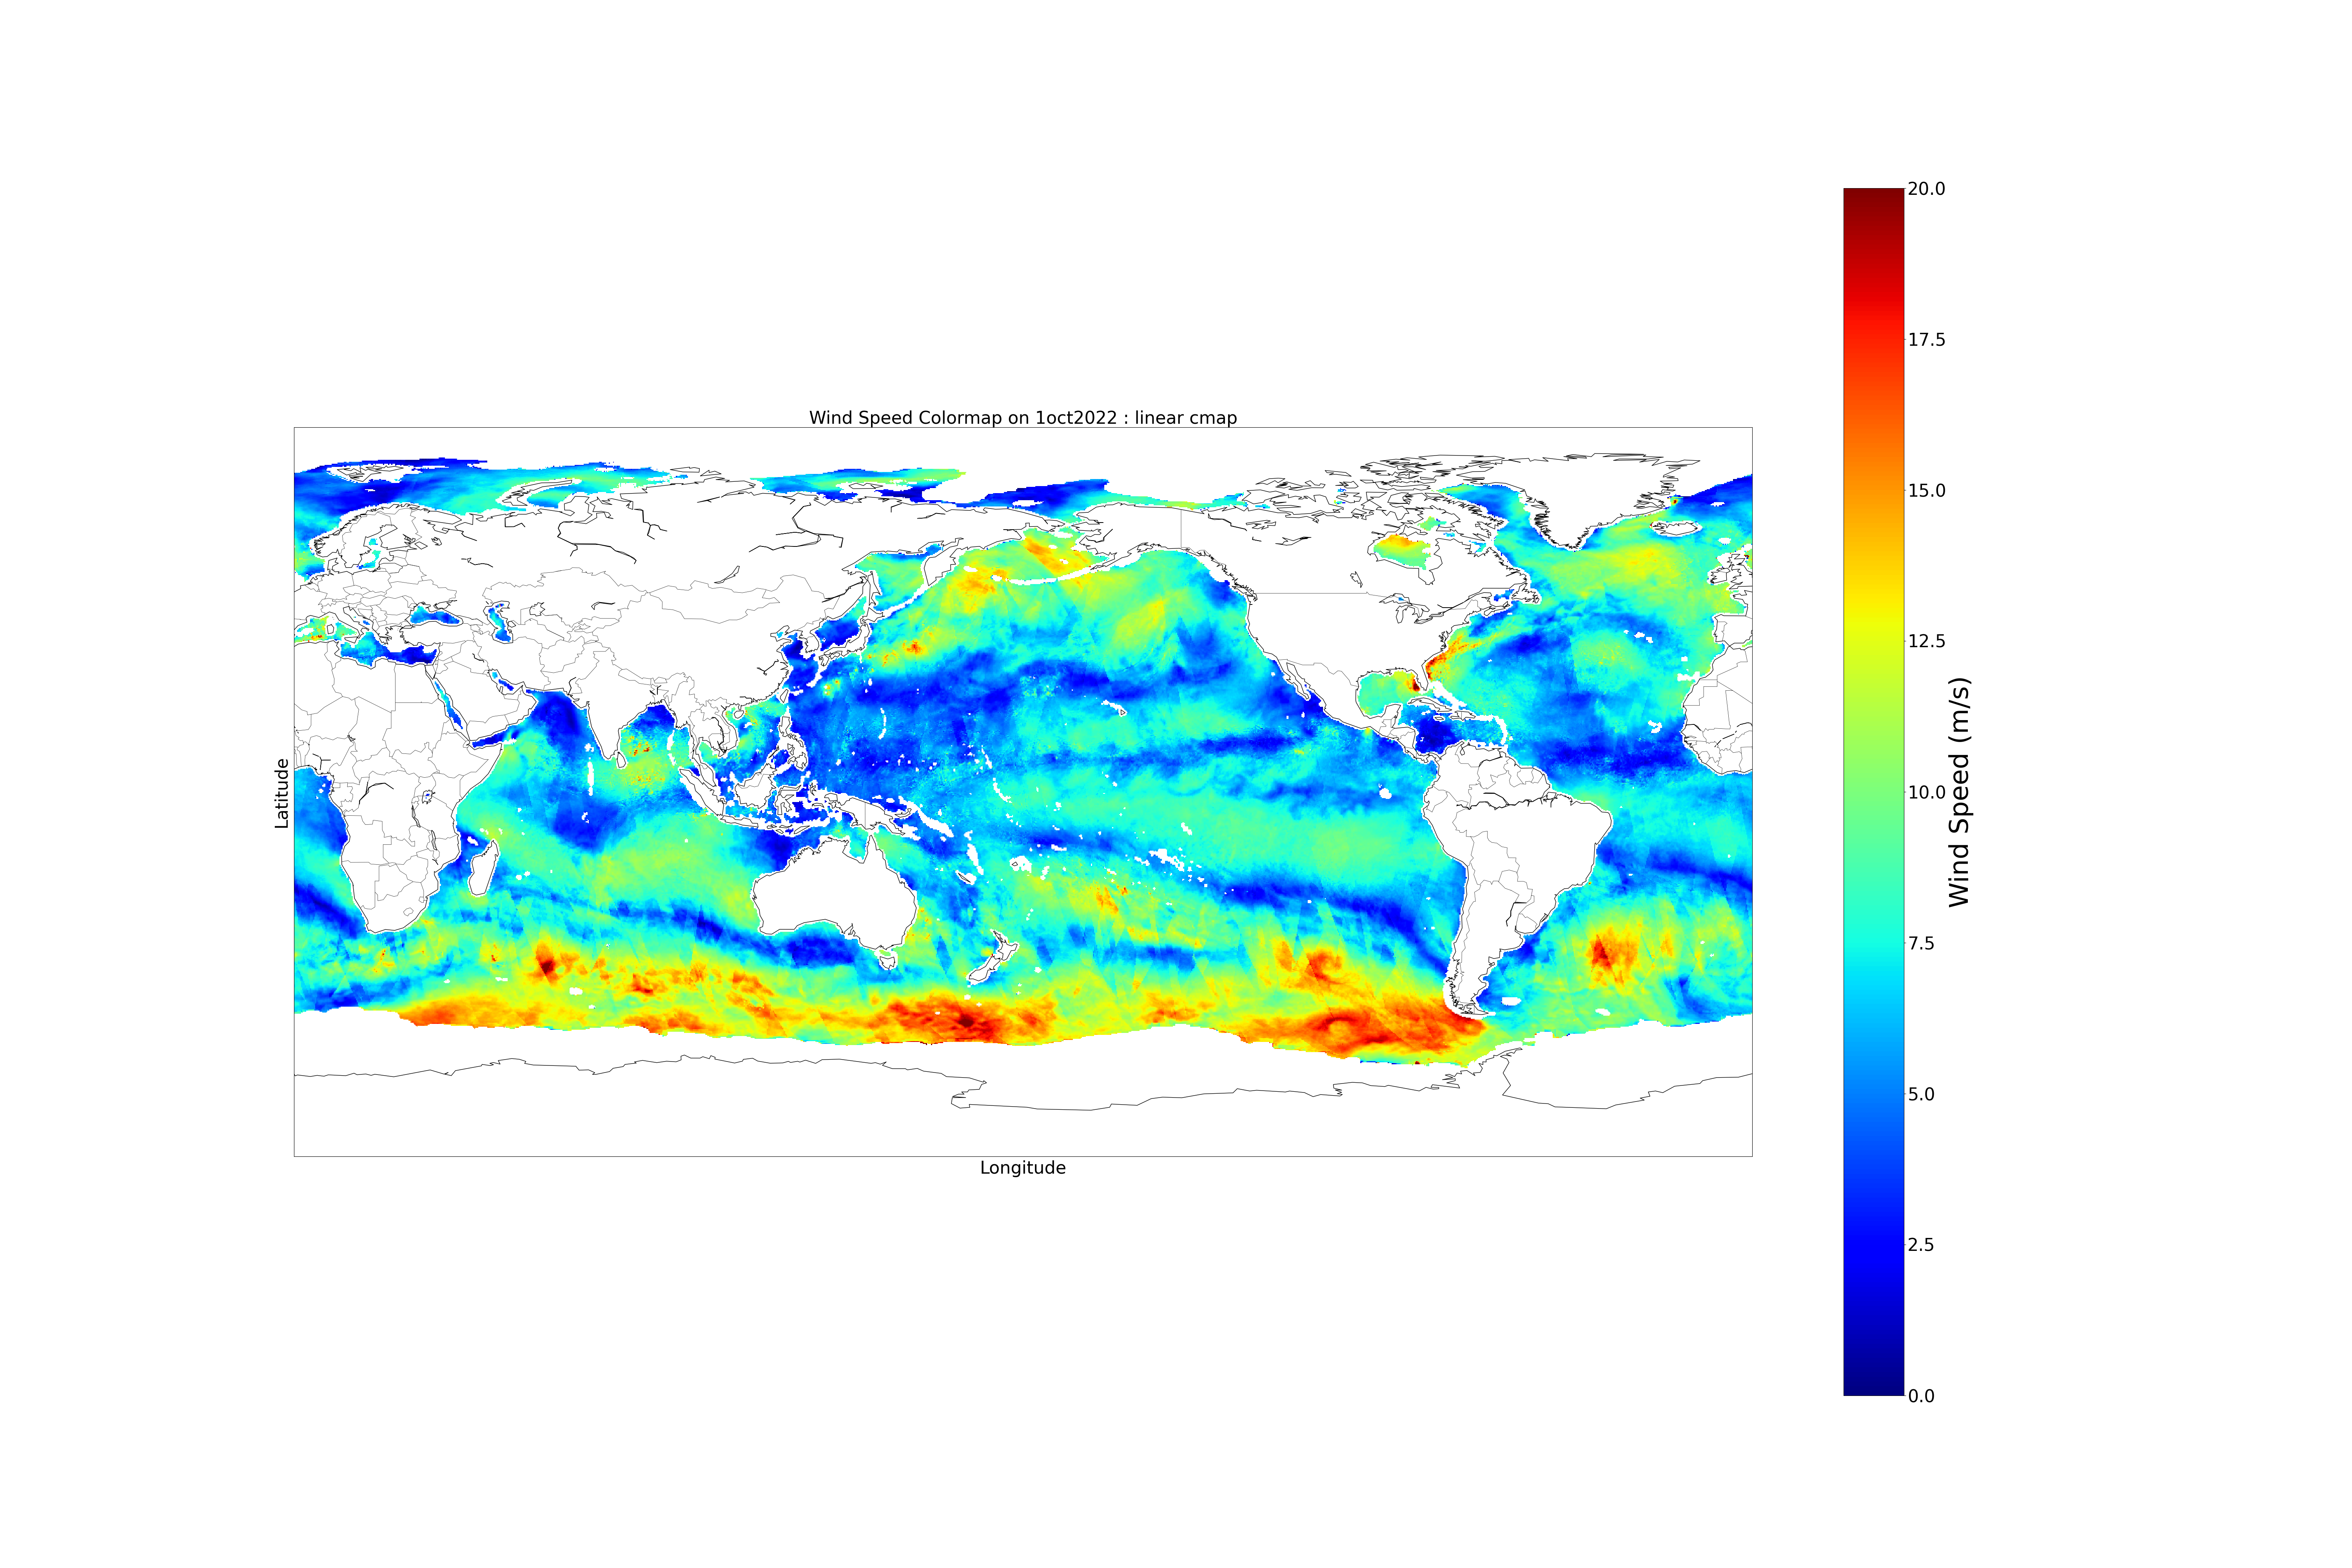 Wind Speed Colormap on 1oct2022 : linear cmap
Latitude
Longitude
20.0
17.5
15.0
12.5
10.0
7.5
5.0
2.5
0.0
Wind Speed (m/s)